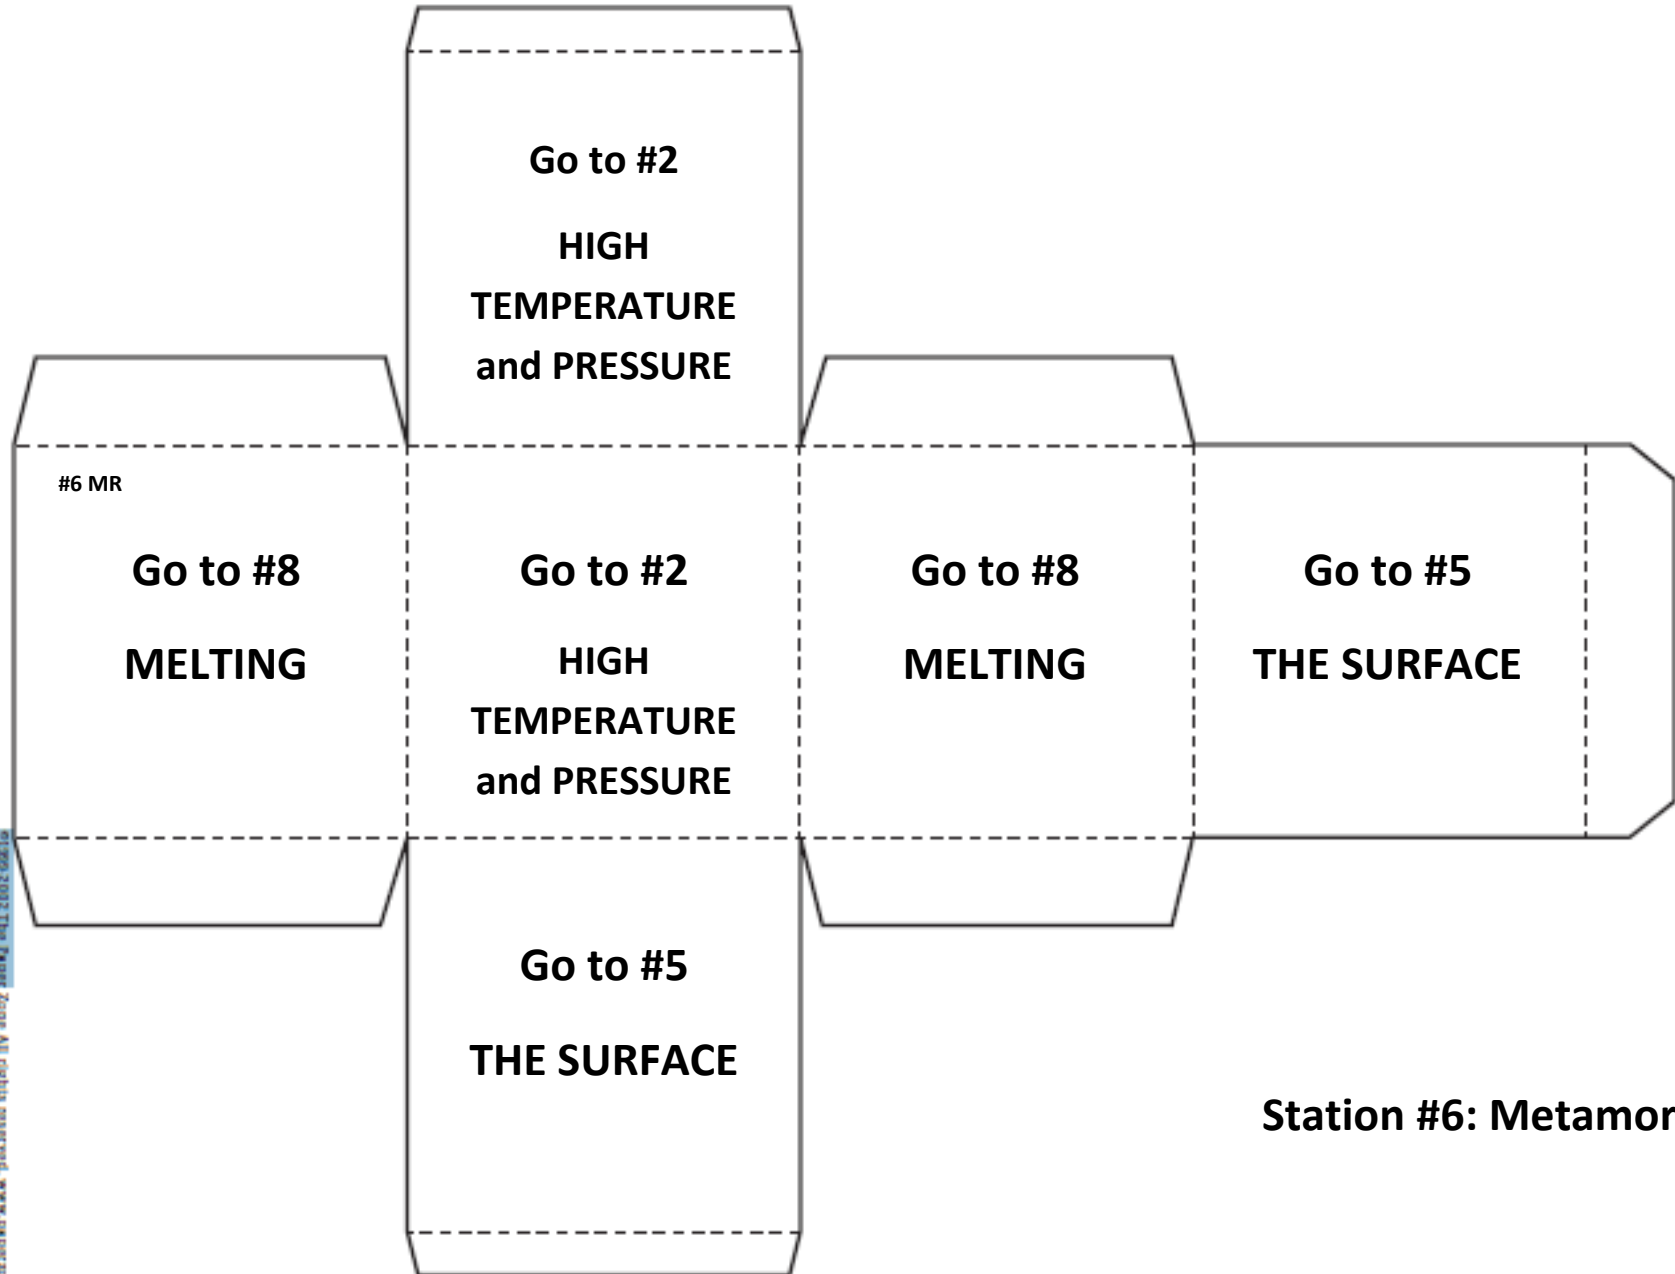 Go to #2
HIGH
TEMPERATURE
and PRESSURE
#6 MR
Go to #8
MELTING
Go to #2
HIGH
TEMPERATURE
and PRESSURE
Go to #8
MELTING
Go to #5
THE SURFACE
Go to #5
THE SURFACE
Station #6: Metamor